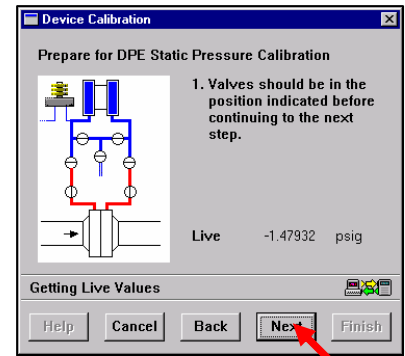 Device Calibration
Prepare for DPE Static Pressure Calibration
1. Valves should be in the
position indicated before
continuing to the next
step.
Live -1.47932 psig
Getting Live Values
Help Cancel Back Next Finish